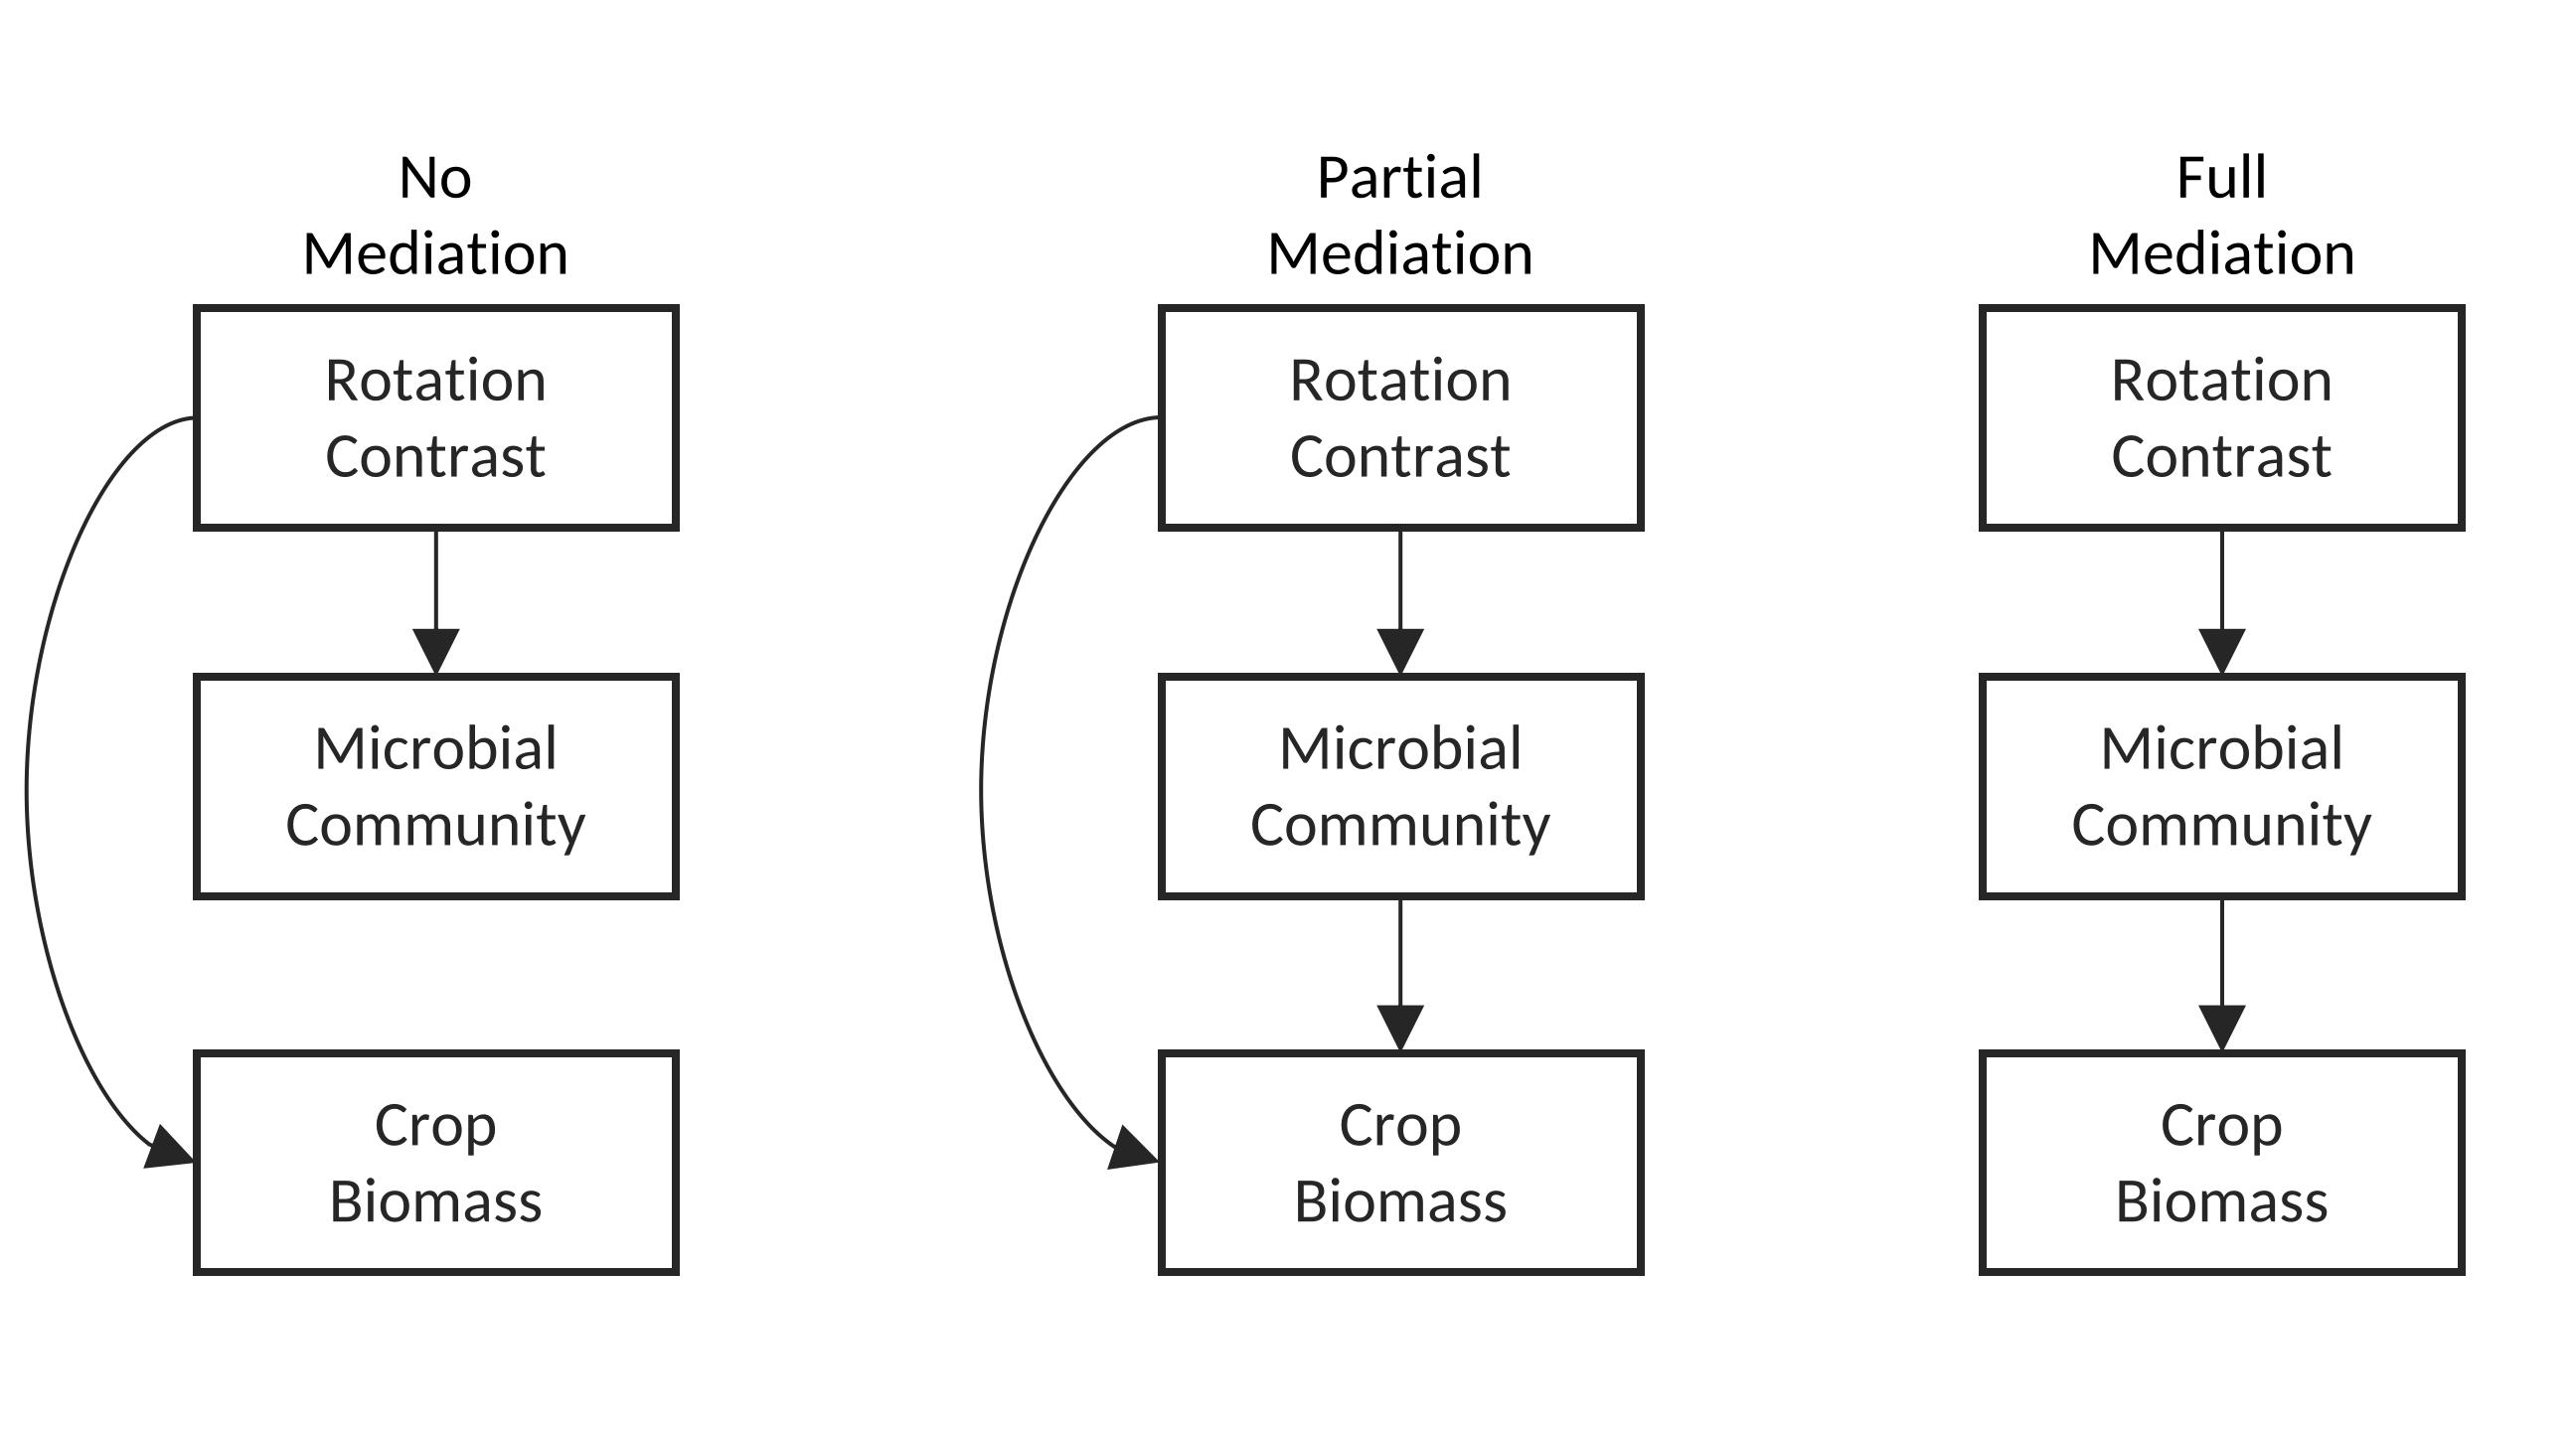 No
Mediation
Rotation
Contrast
Microbial
Community
Crop
Biomass
Partial
Mediation
Rotation
Contrast
Microbial
Community
Crop
Biomass
Full
Mediation
Rotation
Contrast
Microbial
Community
Crop
Biomass